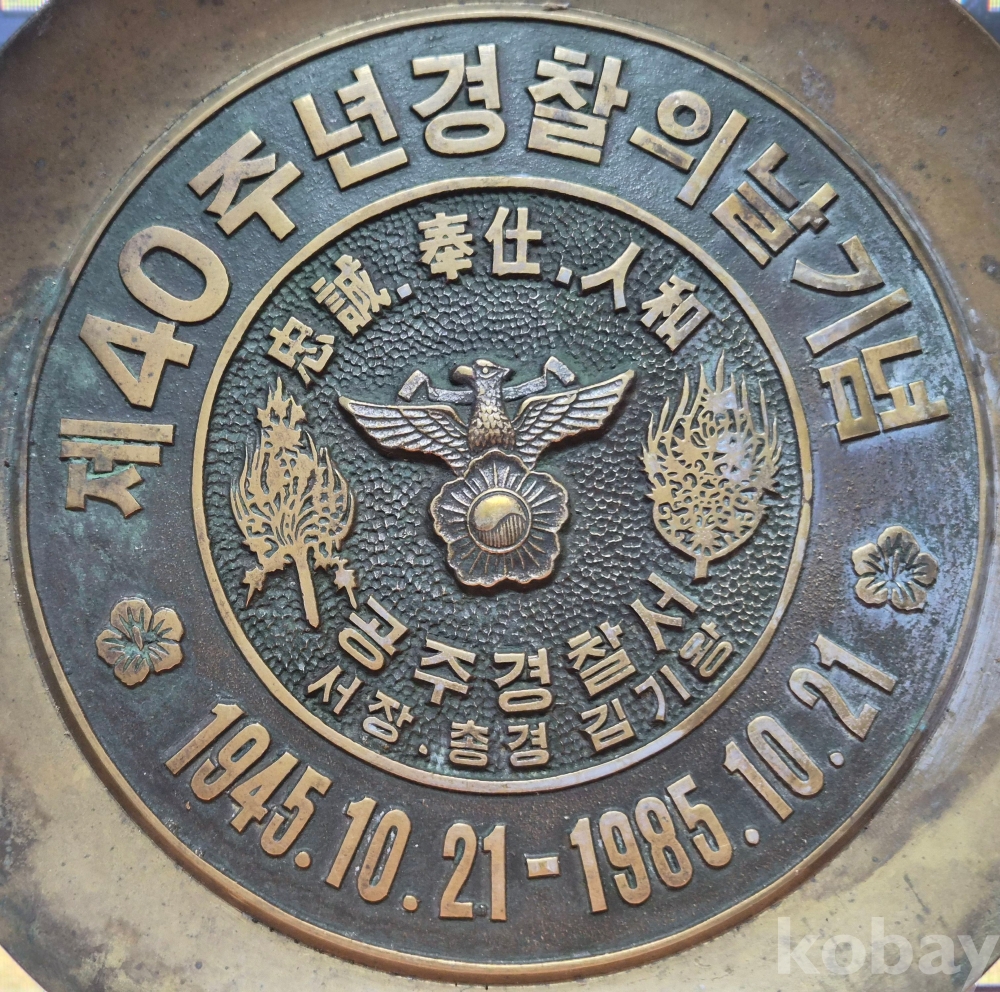 제40주년경찰의날기념
忠誠.奉仕.人和
공주경찰서
서장.총경 김기랑
1945.10.21-1985.10.21
kobay